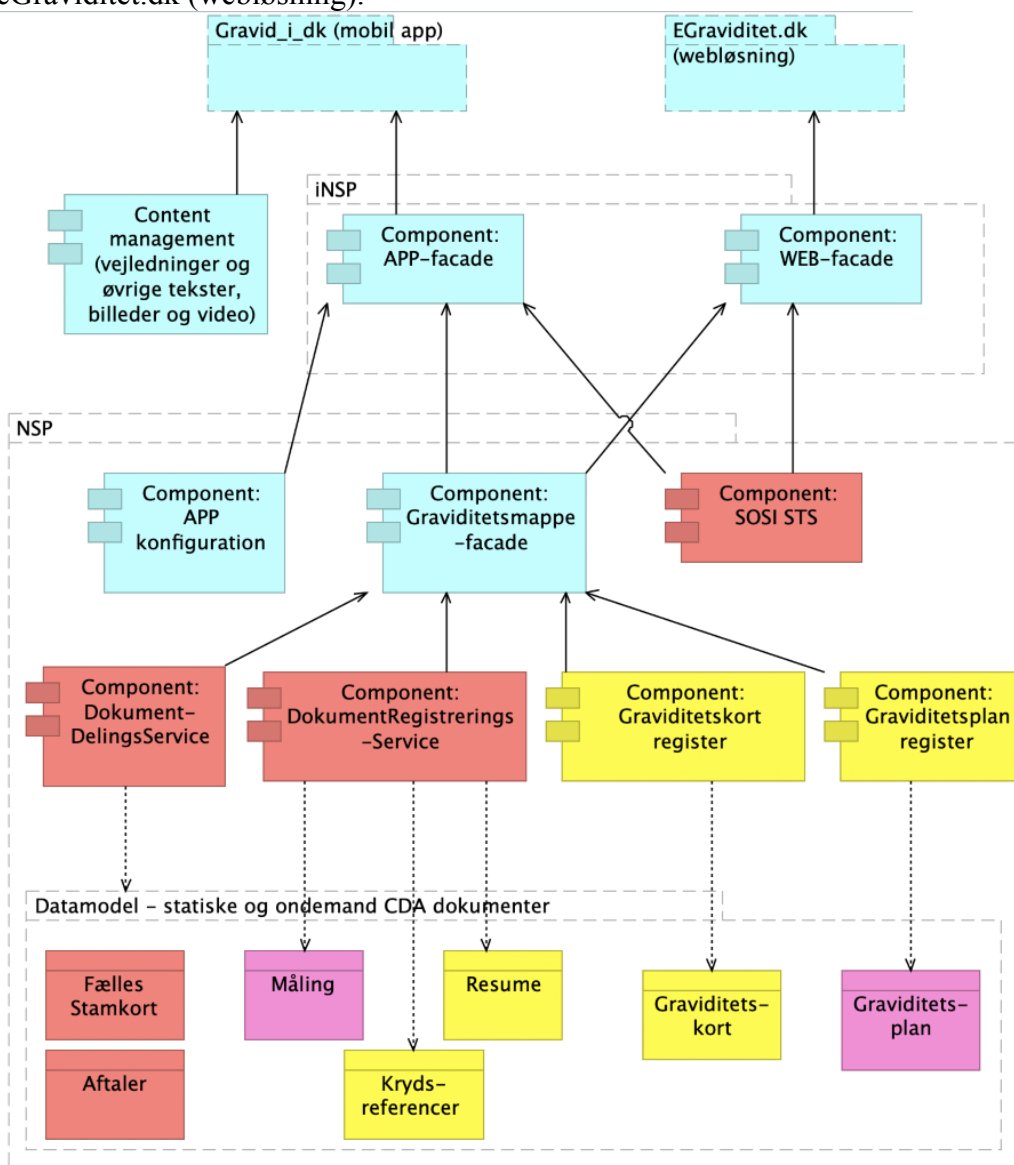 eGraviditet.dk (webløsning).
Gravid_i_dk (mobil app)
EGraviditet.dk
(webløsning)
iNSP
Content
management
(vejledninger og
øvrige tekster,
billeder og video)
Component:
APP-facade
Component:
WEB-facade
NSP
Component:
APP
konfiguration
Component:
Graviditetsmappe
-facade
Component:
SOSI STS
Component:
Dokument-
DelingsService
Component:
DokumentRegistrerings
-Service
Component:
Graviditetskort
register
Component:
Graviditetsplan
register
Datamodel - statiske og ondemand CDA dokumenter
Fælles
Stamkort
Måling
Resume
Graviditets-
kort
Graviditets-
plan
Aftaler
Kryds-
referencer